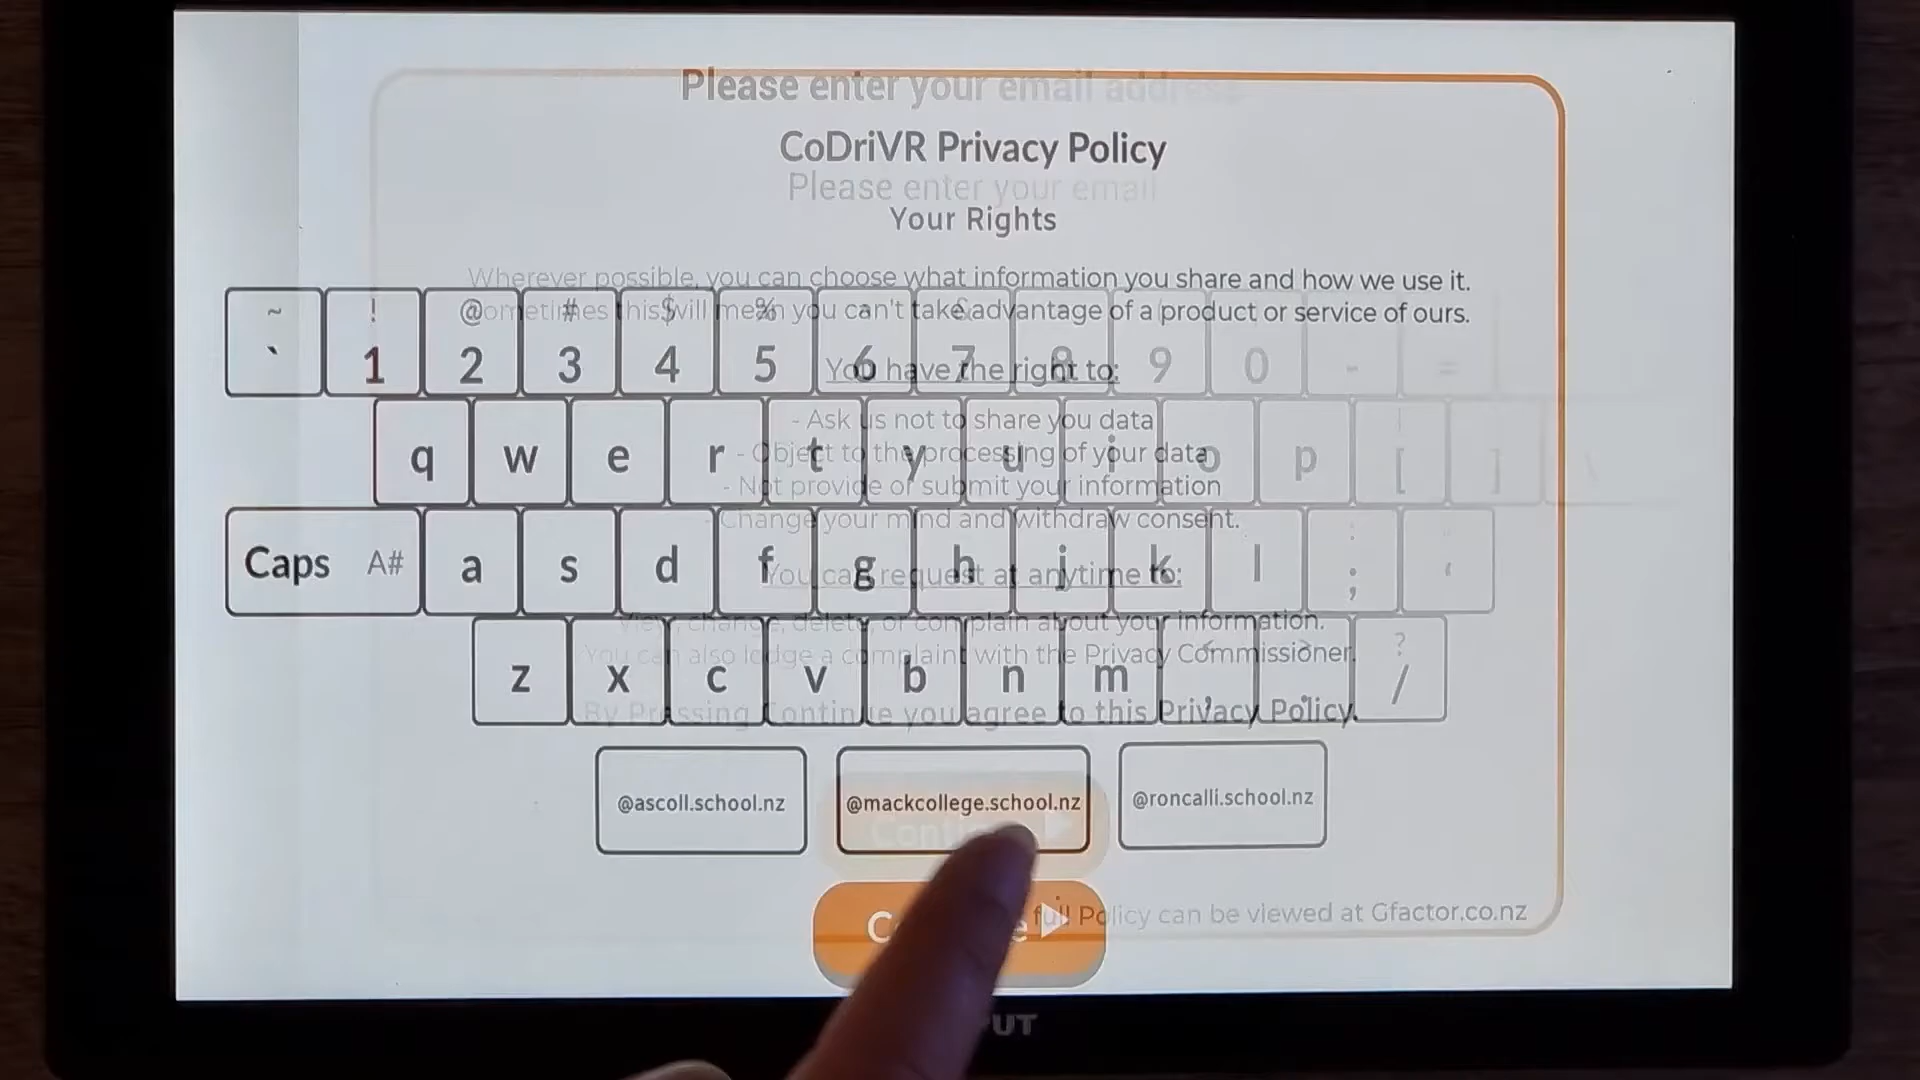 Please enter your email address
CoDriVR Privacy Policy
Please enter your email
Your Rights
Wherever possible, you can choose what information you share and how we use it.
Sometimes this will mean you can't take advantage of a product or service of ours.
~ ! @ # $ % &
` 1 2 3 4 5 6 7 8 9 0 - =
You have the right to:
- Ask us not to share you data
- Object to the processing of your data
- Not provide or submit your information
- Change your mind and withdraw consent.
q w e r t y u i o p [ ] \
You can request at anytime to:
Caps A# a s d f g h j k l : ; '
View, change, delete, or complain about your information.
You can also lodge a complaint with the Privacy Commissioner.
z x c v b n m , . ? /
By Pressing Continue you agree to this Privacy Policy.
@ascoll.school.nz @mackcollege.school.nz @roncalli.school.nz
full Policy can be viewed at Gfactor.co.nz